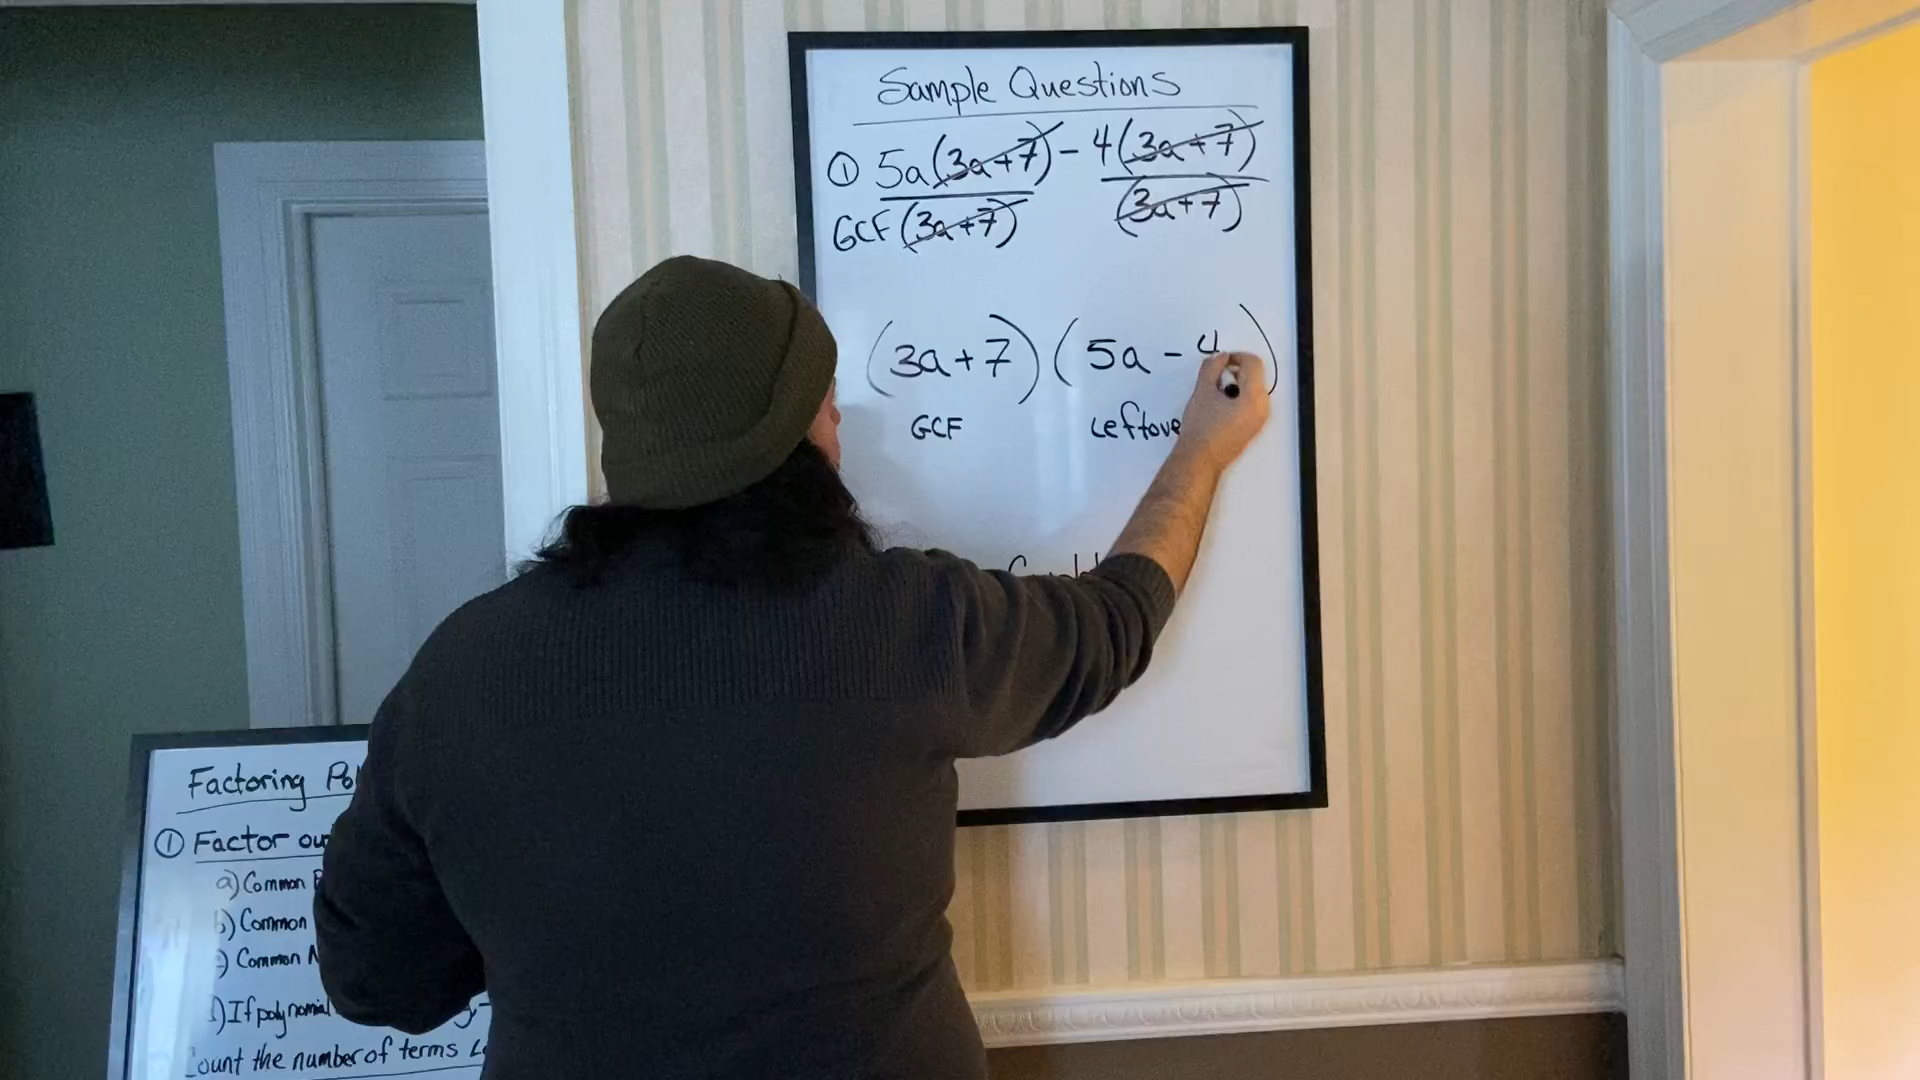 Sample Questions
① 5a(3a+7) - 4(3a+7)
GCF (3a+7) (3a+7)
(3a+7)(5a-4)
GCF Leftove
Factoring Pol
① Factor ou
a) Common
b) Common
c) Common N
If polynomial
Count the number of terms